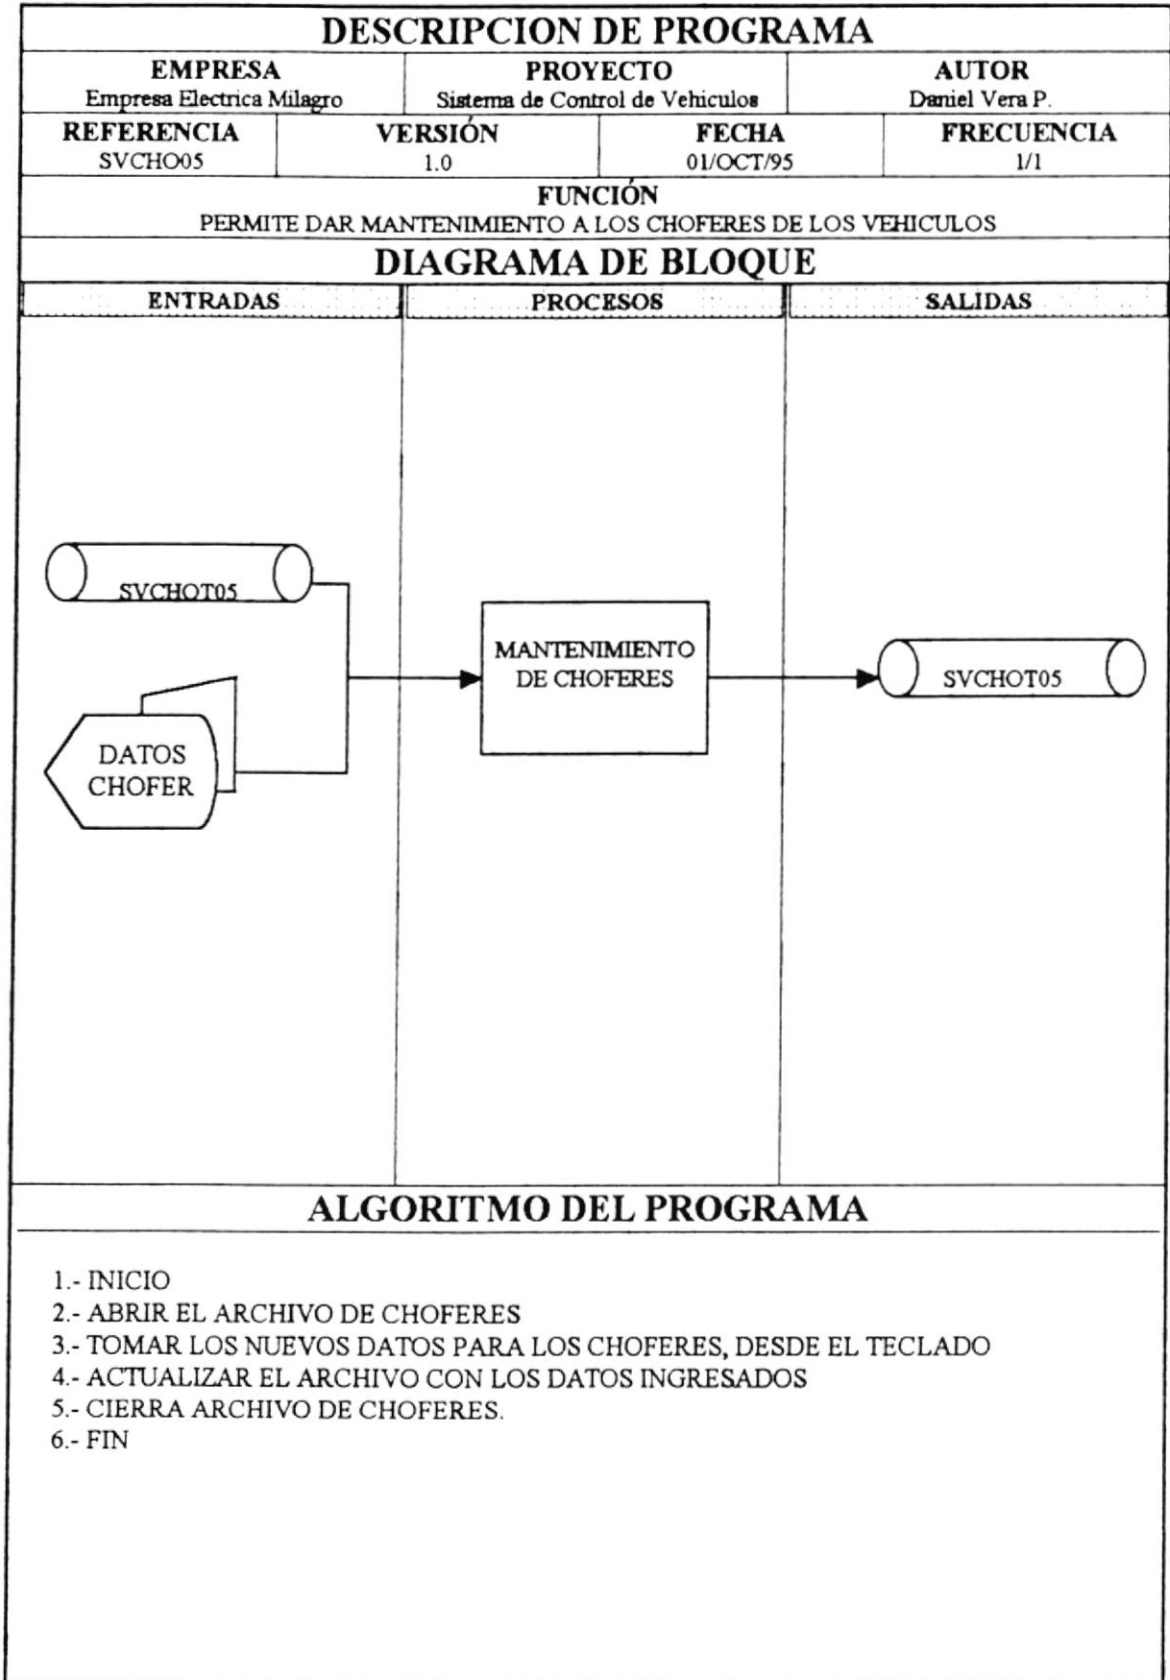 DESCRIPCION DE PROGRAMA
EMPRESA PROYECTO AUTOR
Empresa Electrica Milagro Sistema de Control de Vehiculos Daniel Vera P.
REFERENCIA VERSIÓN FECHA FRECUENCIA
SVCHO05 1.0 01/OCT/95 1/1
FUNCIÓN
PERMITE DAR MANTENIMIENTO A LOS CHOFERES DE LOS VEHICULOS
DIAGRAMA DE BLOQUE
ENTRADAS PROCESOS SALIDAS
SVCHOT05
MANTENIMIENTO
DE CHOFERES
SVCHOT05
DATOS
CHOFER
ALGORITMO DEL PROGRAMA
1.- INICIO
2.- ABRIR EL ARCHIVO DE CHOFERES
3.- TOMAR LOS NUEVOS DATOS PARA LOS CHOFERES, DESDE EL TECLADO
4.- ACTUALIZAR EL ARCHIVO CON LOS DATOS INGRESADOS
5.- CIERRA ARCHIVO DE CHOFERES.
6.- FIN